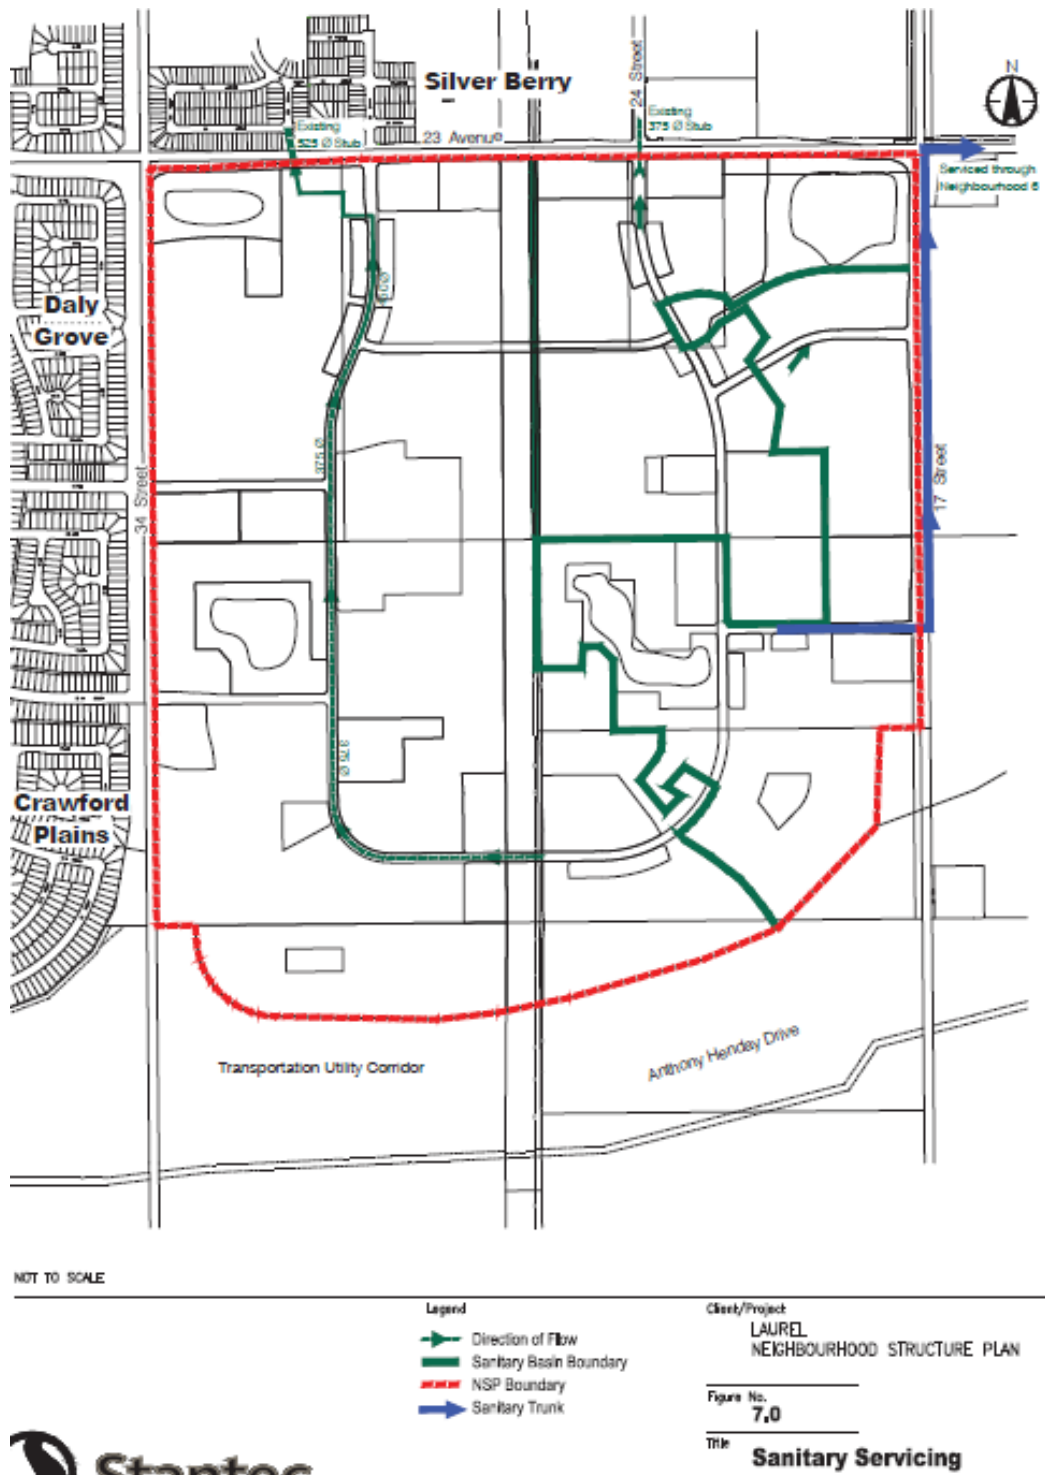 Silver Berry
24 Street
N
Existing
525 Ø Stub
Existing
375 Ø Stub
23 Avenue
Serviced through
Neighbourhood 6
Daly
Grove
375 Ø
34 Street
17 Street
375 Ø
Crawford
Plains
Transportation Utility Corridor
Anthony Henday Drive
NOT TO SCALE
Legend
Direction of Flow
Sanitary Basin Boundary
NSP Boundary
Sanitary Trunk
Client/Project
LAUREL
NEIGHBOURHOOD STRUCTURE PLAN
Figure No.
7.0
Title
Sanitary Servicing
Stantec